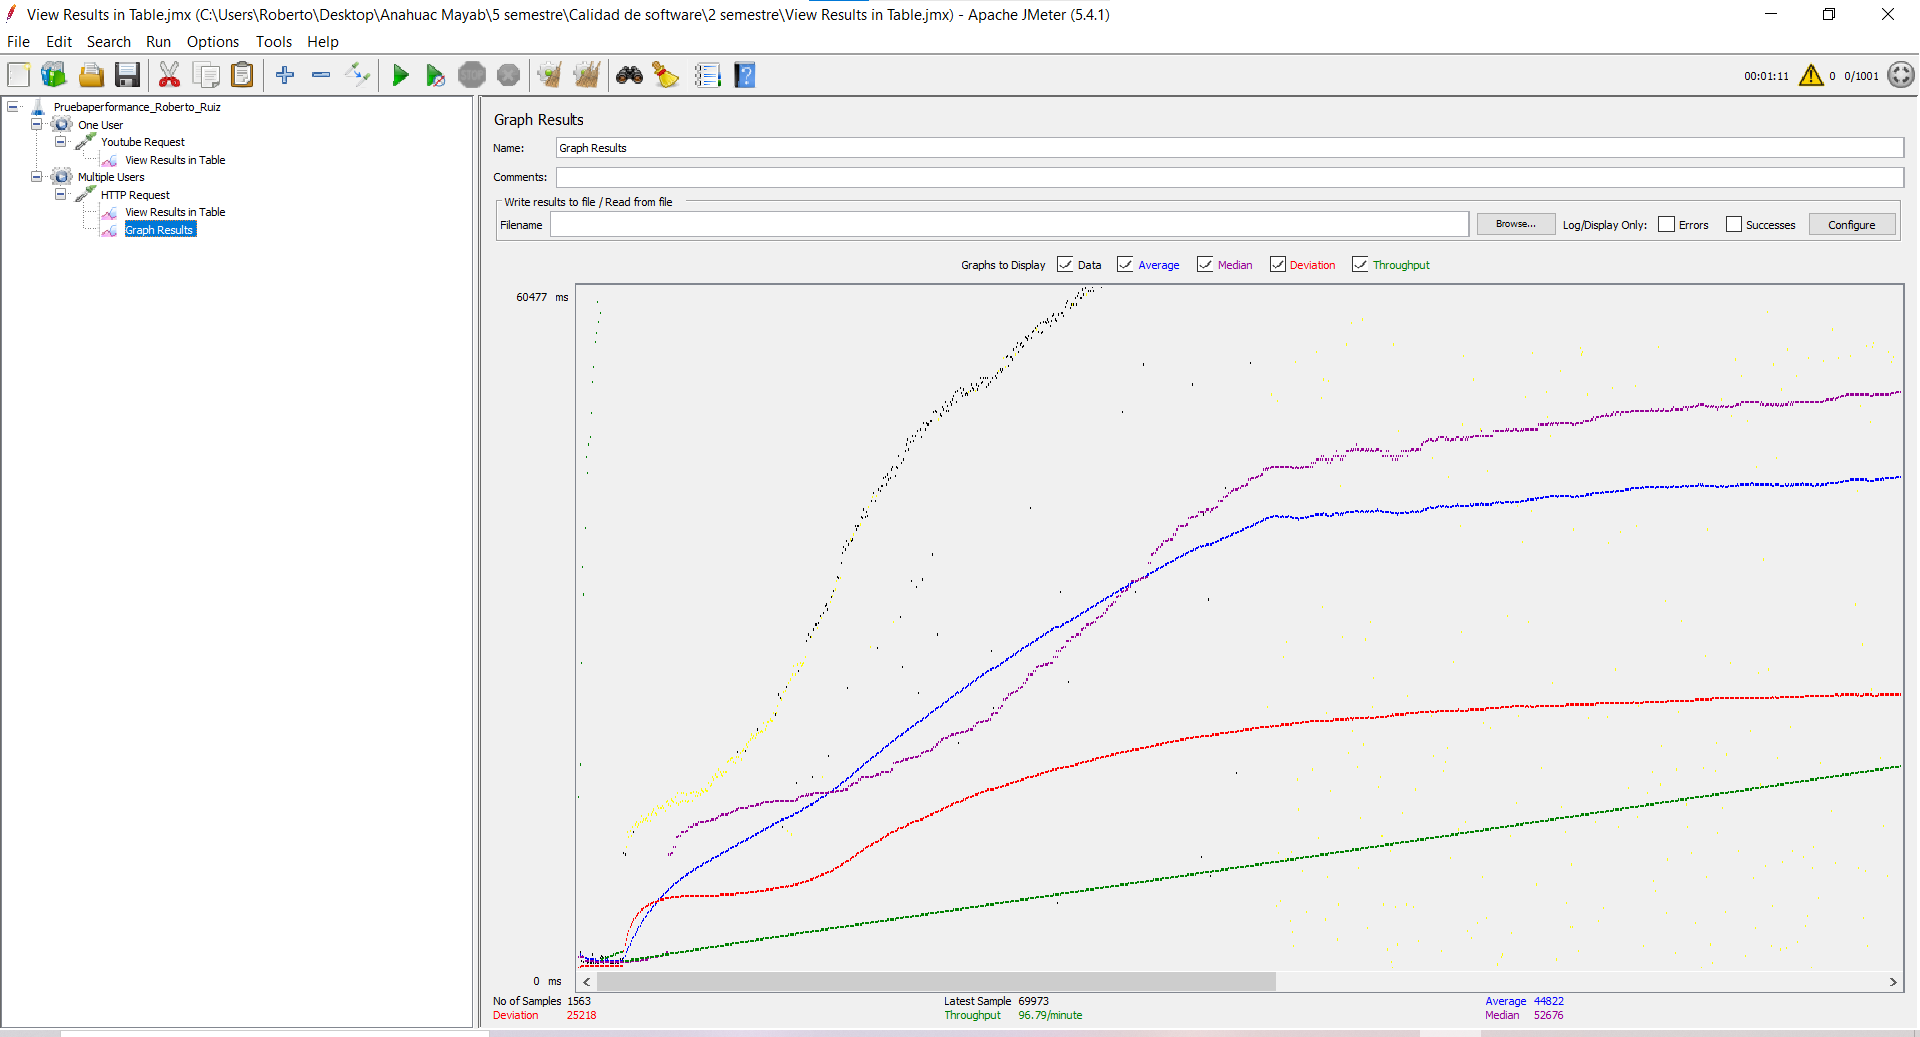 View Results in Table.jmx (C:\Users\Roberto\Desktop\Anahuac Mayab\5 semestre\Calidad de software\2 semestre\View Results in Table.jmx) - Apache JMeter (5.4.1)
File Edit Search Run Options Tools Help
STOP
00:01:11 0 0/1001
Pruebaperformance_Roberto_Ruiz
One User
Youtube Request
View Results in Table
Multiple Users
HTTP Request
View Results in Table
Graph Results
Graph Results
Name: Graph Results
Comments:
Write results to file / Read from file
Filename Browse... Log/Display Only: Errors Successes Configure
Graphs to Display Data Average Median Deviation Throughput
60477 ms
0 ms
No of Samples 1563 Latest Sample 69973 Average 44822
Deviation 25218 Throughput 96.79/minute Median 52676